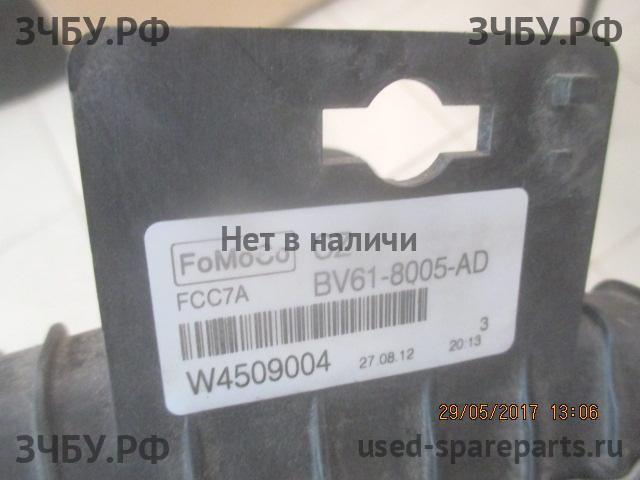 ЗЧБУ.РФ
ЗЧБУ.РФ
Нет в наличи
FoMoCo
BV61-8005-AD
FCC7A
W4509004
27.08.12
20:13
3
29/05/2017 13:06
ЗЧБУ.РФ
used-spareparts.ru